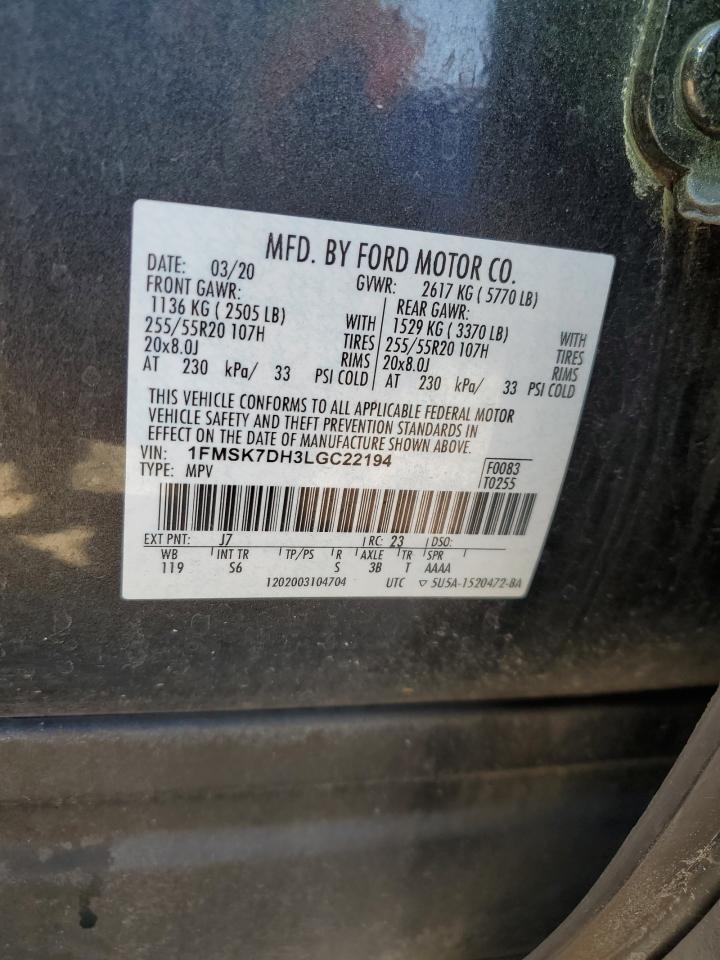 MFD. BY FORD MOTOR CO.
DATE: 03/20 GVWR: 2617 KG ( 5770 LB)
FRONT GAWR: REAR GAWR:
1136 KG ( 2505 LB) WITH 1529 KG ( 3370 LB) WITH
255/55R20 107H TIRES 255/55R20 107H TIRES
20x8.0J RIMS 20x8.0J RIMS
AT 230 kPa/ 33 PSI COLD AT 230 kPa/ 33 PSI COLD
THIS VEHICLE CONFORMS TO ALL APPLICABLE FEDERAL MOTOR
VEHICLE SAFETY AND THEFT PREVENTION STANDARDS IN
EFFECT ON THE DATE OF MANUFACTURE SHOWN ABOVE.
VIN: 1FMSK7DH3LGC22194
TYPE: MPV F0083
T0255
EXT PNT: J7 RC: 23 DSO:
WB INT TR TP/PS R AXLE TR SPR
119 S6 S 3B T AAAA
1202003104704 UTC ▽ 5U5A-1520472-BA